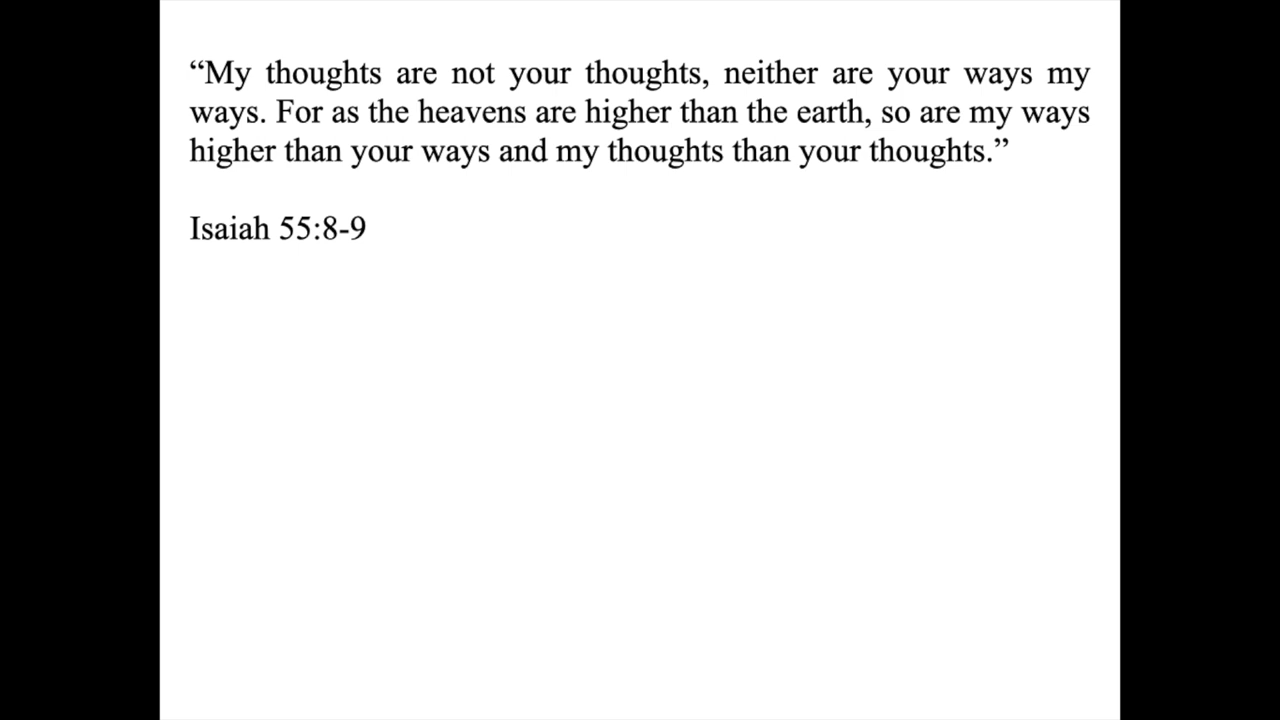 “My thoughts are not your thoughts, neither are your ways my
ways. For as the heavens are higher than the earth, so are my ways
higher than your ways and my thoughts than your thoughts.”
Isaiah 55:8-9